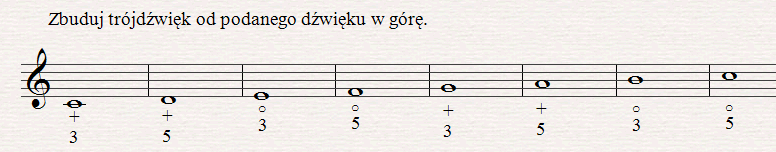 Zbuduj trójdźwięk od podanego dźwięku w górę.
+ + ○ ○ + + ○ ○
3 5 3 5 3 5 3 5